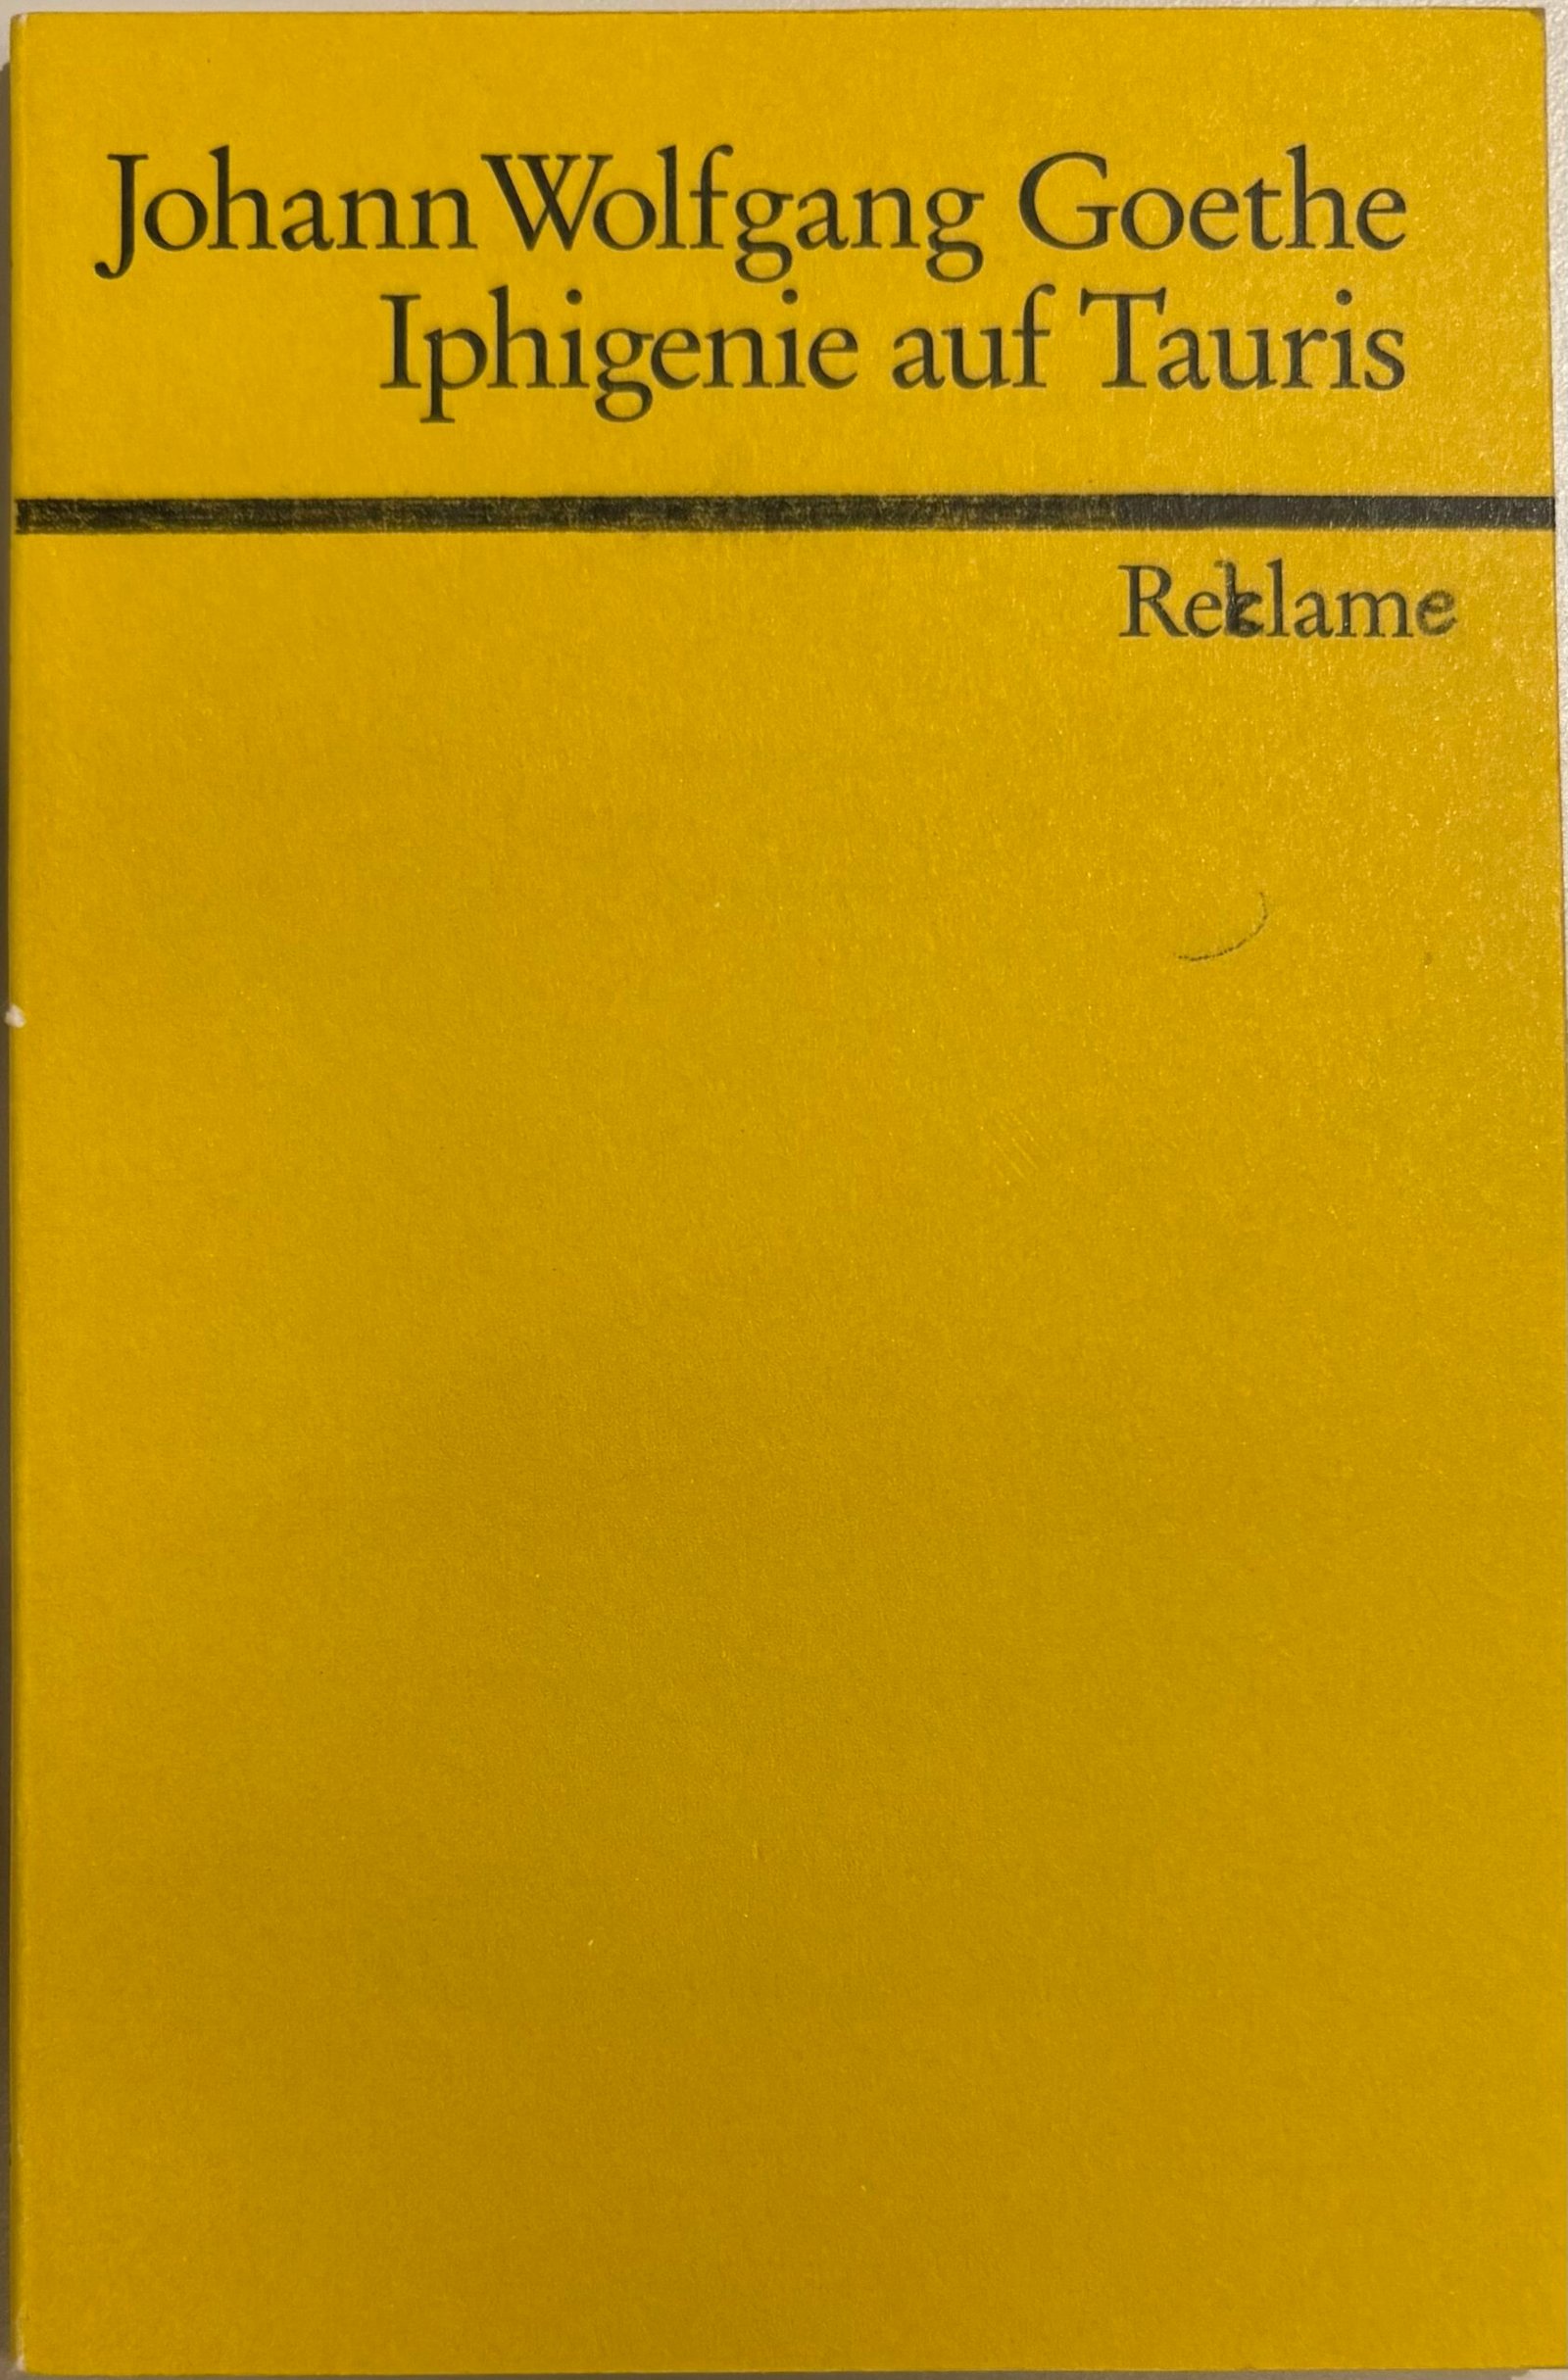 Johann Wolfgang Goethe
Iphigenie auf Tauris
Reklame